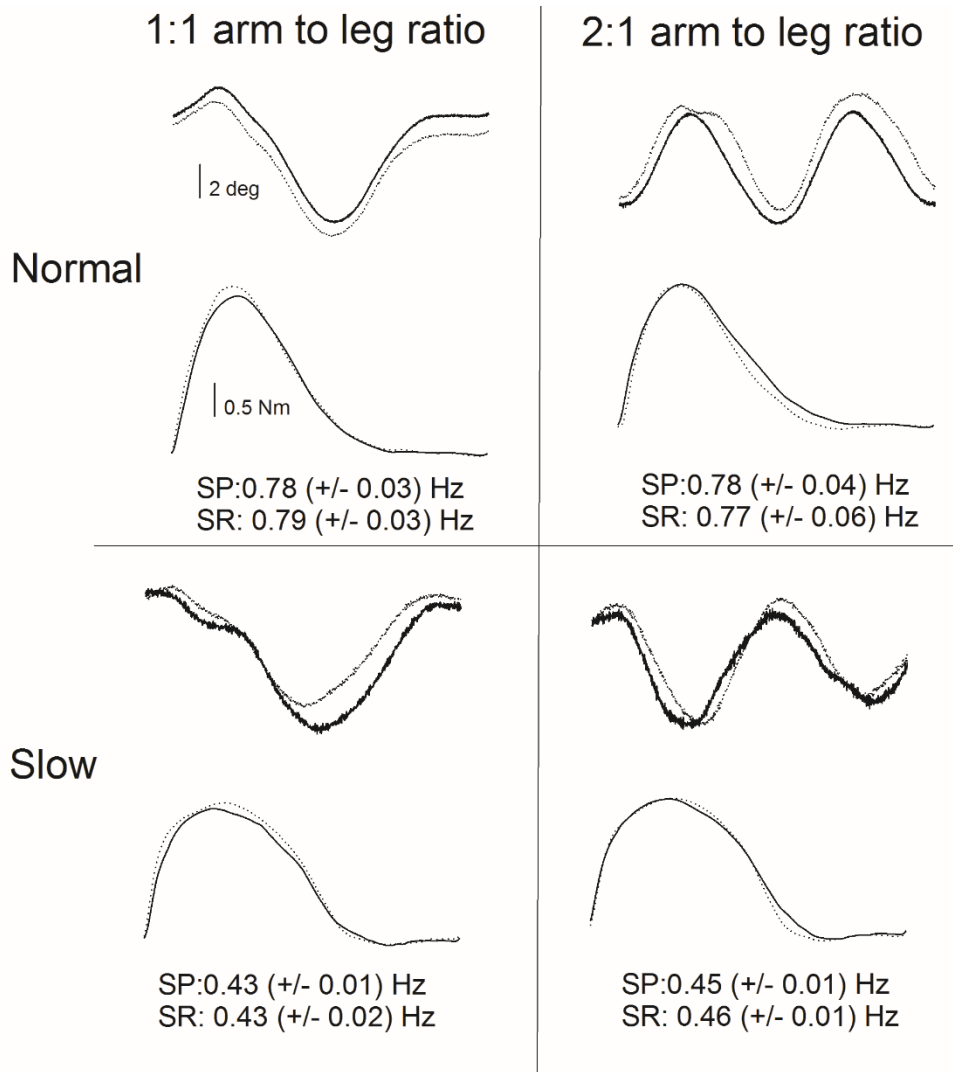 1:1 arm to leg ratio
2:1 arm to leg ratio
2 deg
Normal
0.5 Nm
SP:0.78 (+/- 0.03) Hz
SR: 0.79 (+/- 0.03) Hz
SP:0.78 (+/- 0.04) Hz
SR: 0.77 (+/- 0.06) Hz
Slow
SP:0.43 (+/- 0.01) Hz
SR: 0.43 (+/- 0.02) Hz
SP:0.45 (+/- 0.01) Hz
SR: 0.46 (+/- 0.01) Hz